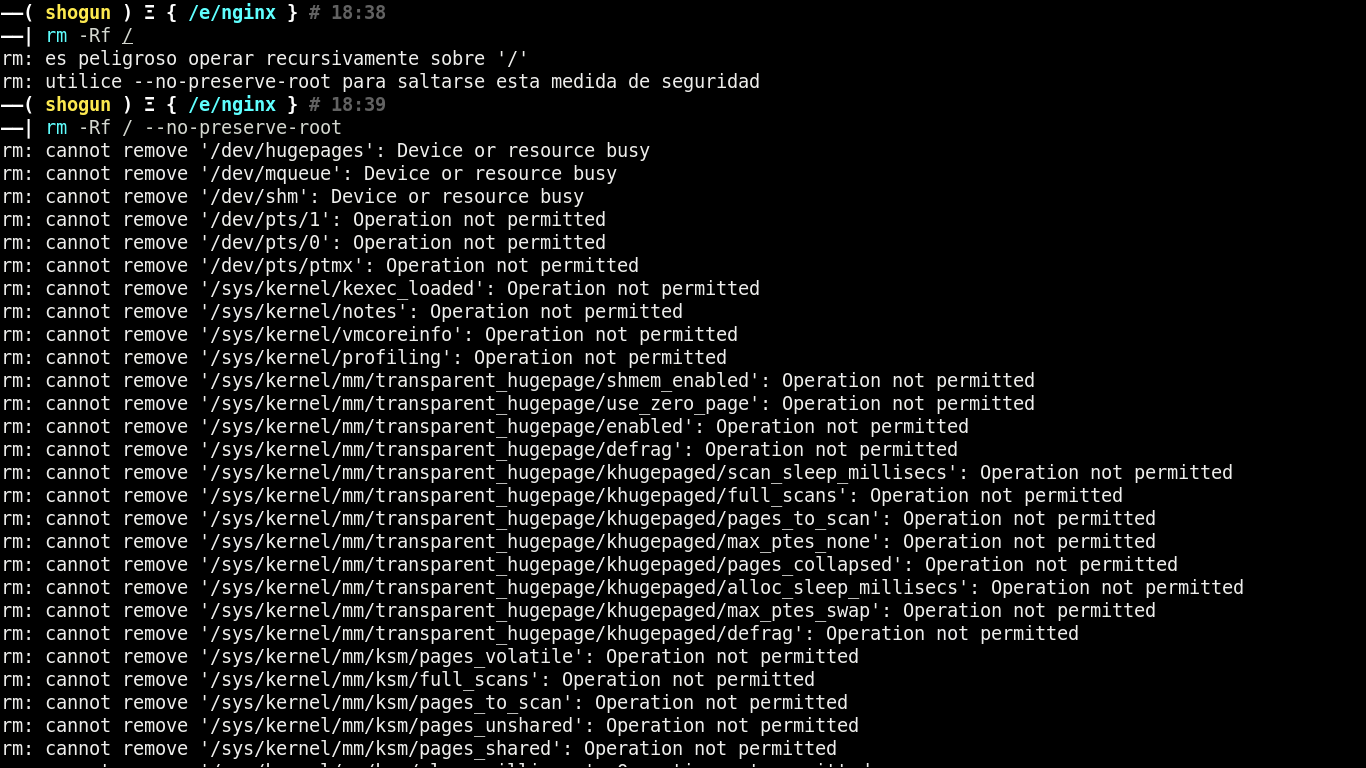 ——( shogun ) Ξ { /e/nginx } # 18:38
——| rm -Rf /
rm: es peligroso operar recursivamente sobre '/'
rm: utilice --no-preserve-root para saltarse esta medida de seguridad
——( shogun ) Ξ { /e/nginx } # 18:39
——| rm -Rf / --no-preserve-root
rm: cannot remove '/dev/hugepages': Device or resource busy
rm: cannot remove '/dev/mqueue': Device or resource busy
rm: cannot remove '/dev/shm': Device or resource busy
rm: cannot remove '/dev/pts/1': Operation not permitted
rm: cannot remove '/dev/pts/0': Operation not permitted
rm: cannot remove '/dev/pts/ptmx': Operation not permitted
rm: cannot remove '/sys/kernel/kexec_loaded': Operation not permitted
rm: cannot remove '/sys/kernel/notes': Operation not permitted
rm: cannot remove '/sys/kernel/vmcoreinfo': Operation not permitted
rm: cannot remove '/sys/kernel/profiling': Operation not permitted
rm: cannot remove '/sys/kernel/mm/transparent_hugepage/shmem_enabled': Operation not permitted
rm: cannot remove '/sys/kernel/mm/transparent_hugepage/use_zero_page': Operation not permitted
rm: cannot remove '/sys/kernel/mm/transparent_hugepage/enabled': Operation not permitted
rm: cannot remove '/sys/kernel/mm/transparent_hugepage/defrag': Operation not permitted
rm: cannot remove '/sys/kernel/mm/transparent_hugepage/khugepaged/scan_sleep_millisecs': Operation not permitted
rm: cannot remove '/sys/kernel/mm/transparent_hugepage/khugepaged/full_scans': Operation not permitted
rm: cannot remove '/sys/kernel/mm/transparent_hugepage/khugepaged/pages_to_scan': Operation not permitted
rm: cannot remove '/sys/kernel/mm/transparent_hugepage/khugepaged/max_ptes_none': Operation not permitted
rm: cannot remove '/sys/kernel/mm/transparent_hugepage/khugepaged/pages_collapsed': Operation not permitted
rm: cannot remove '/sys/kernel/mm/transparent_hugepage/khugepaged/alloc_sleep_millisecs': Operation not permitted
rm: cannot remove '/sys/kernel/mm/transparent_hugepage/khugepaged/max_ptes_swap': Operation not permitted
rm: cannot remove '/sys/kernel/mm/transparent_hugepage/khugepaged/defrag': Operation not permitted
rm: cannot remove '/sys/kernel/mm/ksm/pages_volatile': Operation not permitted
rm: cannot remove '/sys/kernel/mm/ksm/full_scans': Operation not permitted
rm: cannot remove '/sys/kernel/mm/ksm/pages_to_scan': Operation not permitted
rm: cannot remove '/sys/kernel/mm/ksm/pages_unshared': Operation not permitted
rm: cannot remove '/sys/kernel/mm/ksm/pages_shared': Operation not permitted